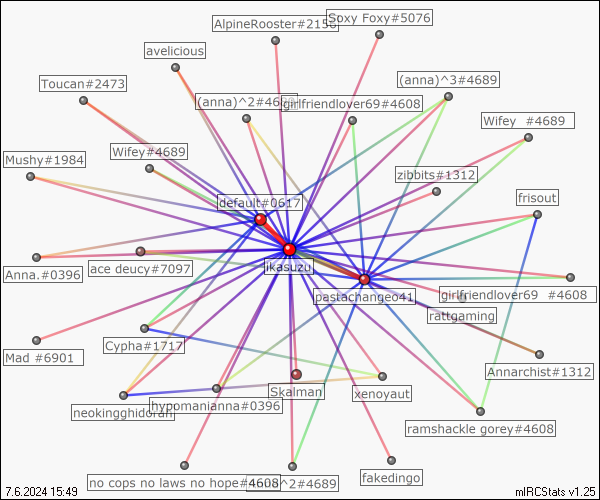 AlpineRooster#2156
Soxy Foxy#5076
avelicious
Toucan#2473
(anna)^3#4689
(anna)^2#4689
girlfriendlover69#4608
Wifey #4689
Mushy#1984
Wifey#4689
zibbits#1312
default#0617
frisout
Anna.#0396
ace deucy#7097
likasuzu
pastachangeo41
girlfriendlover69 #4608
rattgaming
Mad #6901
Cypha#1717
Annarchist#1312
Skalman
xenoyaut
neokingghidorah
hypomanianna#0396
ramshackle gorey#4608
no cops no laws no hope#4608
^2#4689
fakedingo
7.6.2024 15:49
mIRCStats v1.25